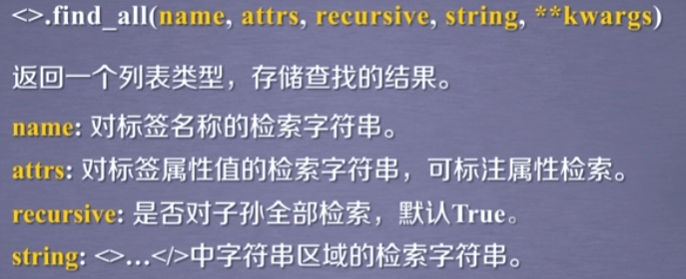 <>.find_all(name, attrs, recursive, string, **kwargs)
返回一个列表类型，存储查找的结果。
name: 对标签名称的检索字符串。
attrs: 对标签属性值的检索字符串，可标注属性检索。
recursive: 是否对子孙全部检索，默认True。
string: <>…</>中字符串区域的检索字符串。